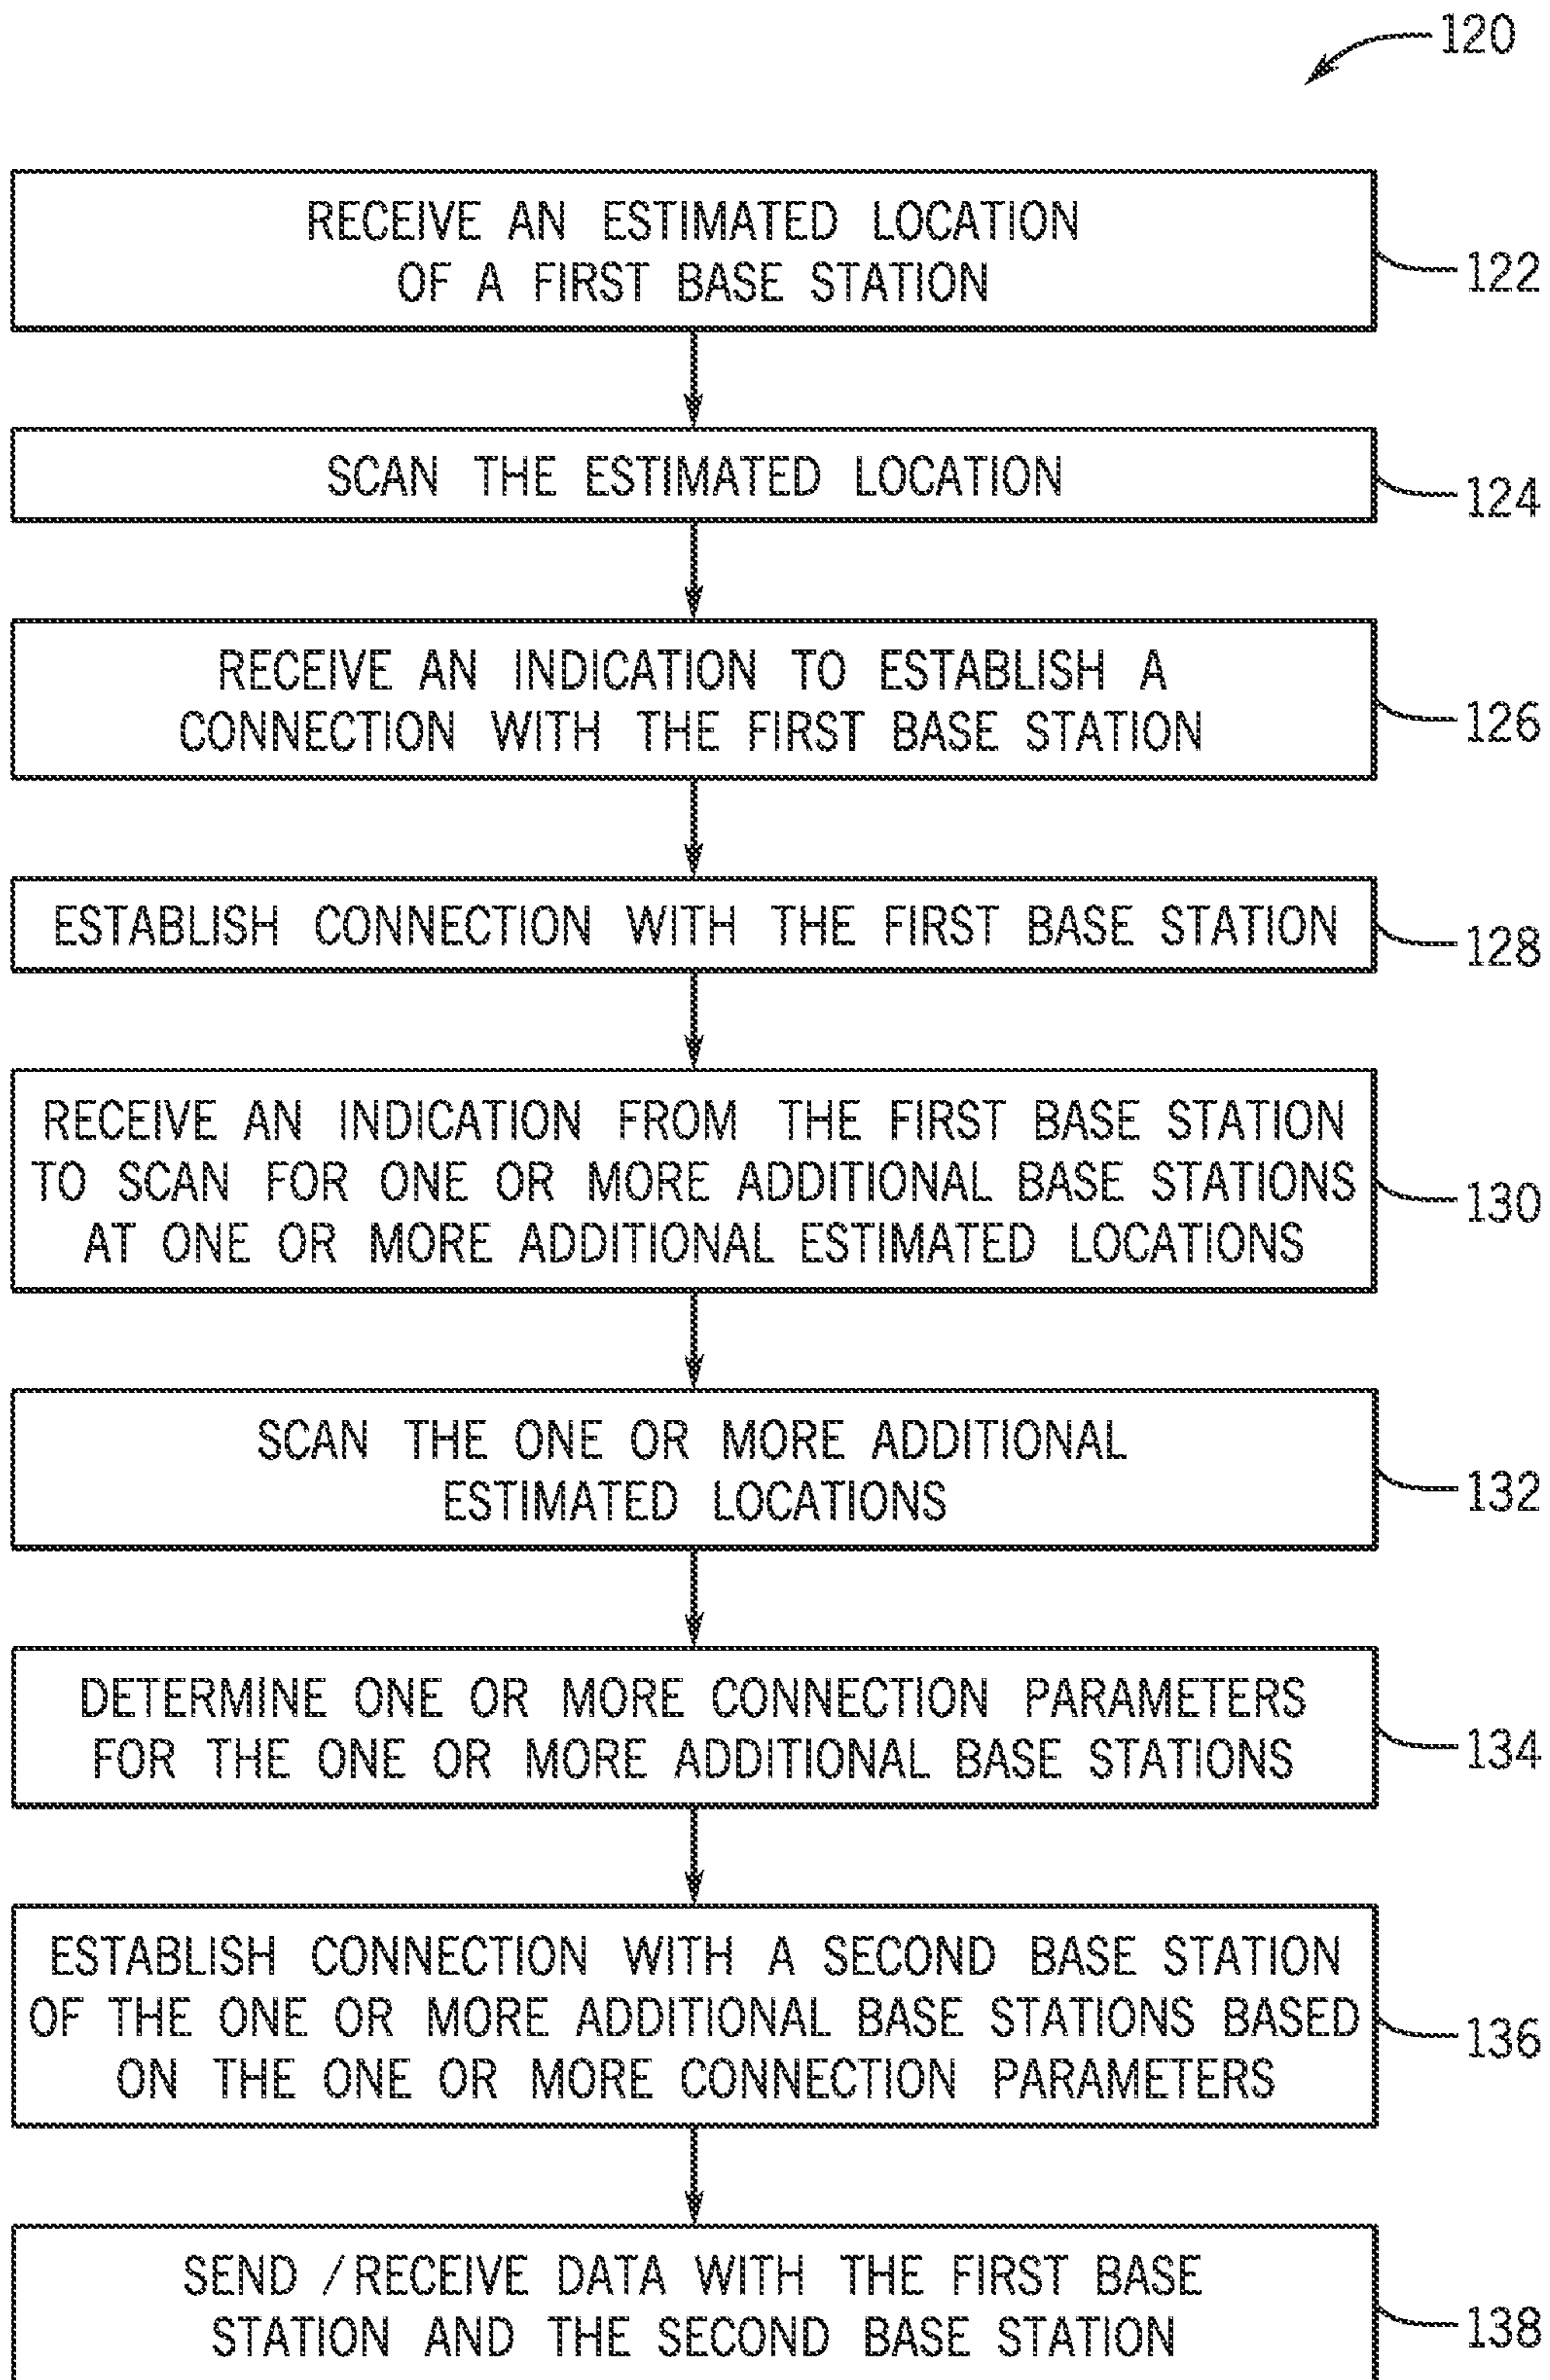 120
RECEIVE AN ESTIMATED LOCATION
OF A FIRST BASE STATION
122
SCAN THE ESTIMATED LOCATION
124
RECEIVE AN INDICATION TO ESTABLISH A
CONNECTION WITH THE FIRST BASE STATION
126
ESTABLISH CONNECTION WITH THE FIRST BASE STATION
128
RECEIVE AN INDICATION FROM THE FIRST BASE STATION
TO SCAN FOR ONE OR MORE ADDITIONAL BASE STATIONS
AT ONE OR MORE ADDITIONAL ESTIMATED LOCATIONS
130
SCAN THE ONE OR MORE ADDITIONAL
ESTIMATED LOCATIONS
132
DETERMINE ONE OR MORE CONNECTION PARAMETERS
FOR THE ONE OR MORE ADDITIONAL BASE STATIONS
134
ESTABLISH CONNECTION WITH A SECOND BASE STATION
OF THE ONE OR MORE ADDITIONAL BASE STATIONS BASED
ON THE ONE OR MORE CONNECTION PARAMETERS
136
SEND / RECEIVE DATA WITH THE FIRST BASE
STATION AND THE SECOND BASE STATION
138